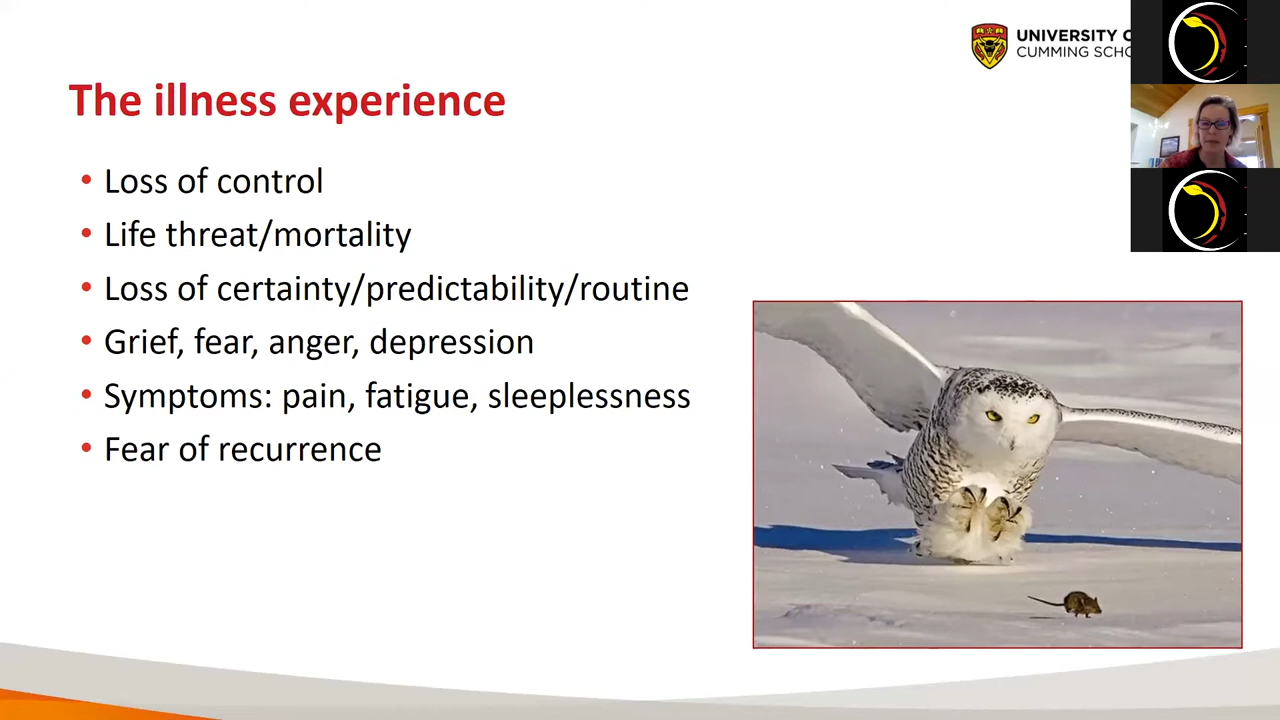 UNIVERSITY
CUMMING
The illness experience
• Loss of control
• Life threat/mortality
• Loss of certainty/predictability/routine
• Grief, fear, anger, depression
• Symptoms: pain, fatigue, sleeplessness
• Fear of recurrence